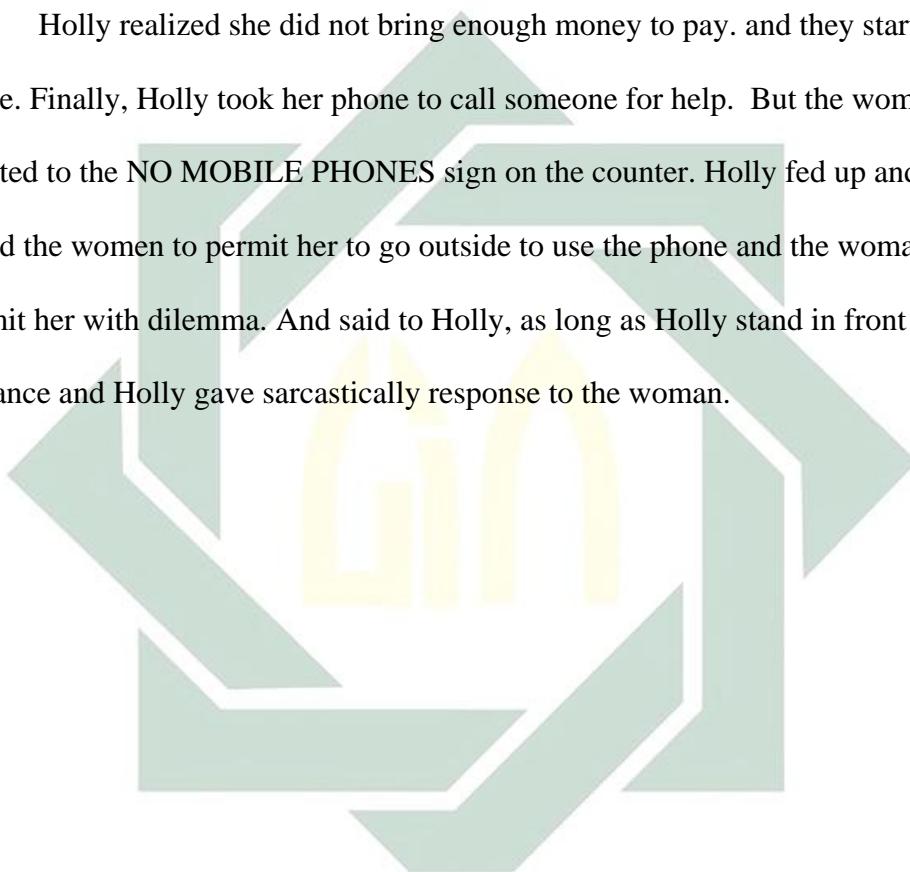 Holly realized she did not bring enough money to pay. and they star
e. Finally, Holly took her phone to call someone for help. But the wom
ted to the NO MOBILE PHONES sign on the counter. Holly fed up and
d the women to permit her to go outside to use the phone and the woma
nit her with dilemma. And said to Holly, as long as Holly stand in front
ance and Holly gave sarcastically response to the woman.